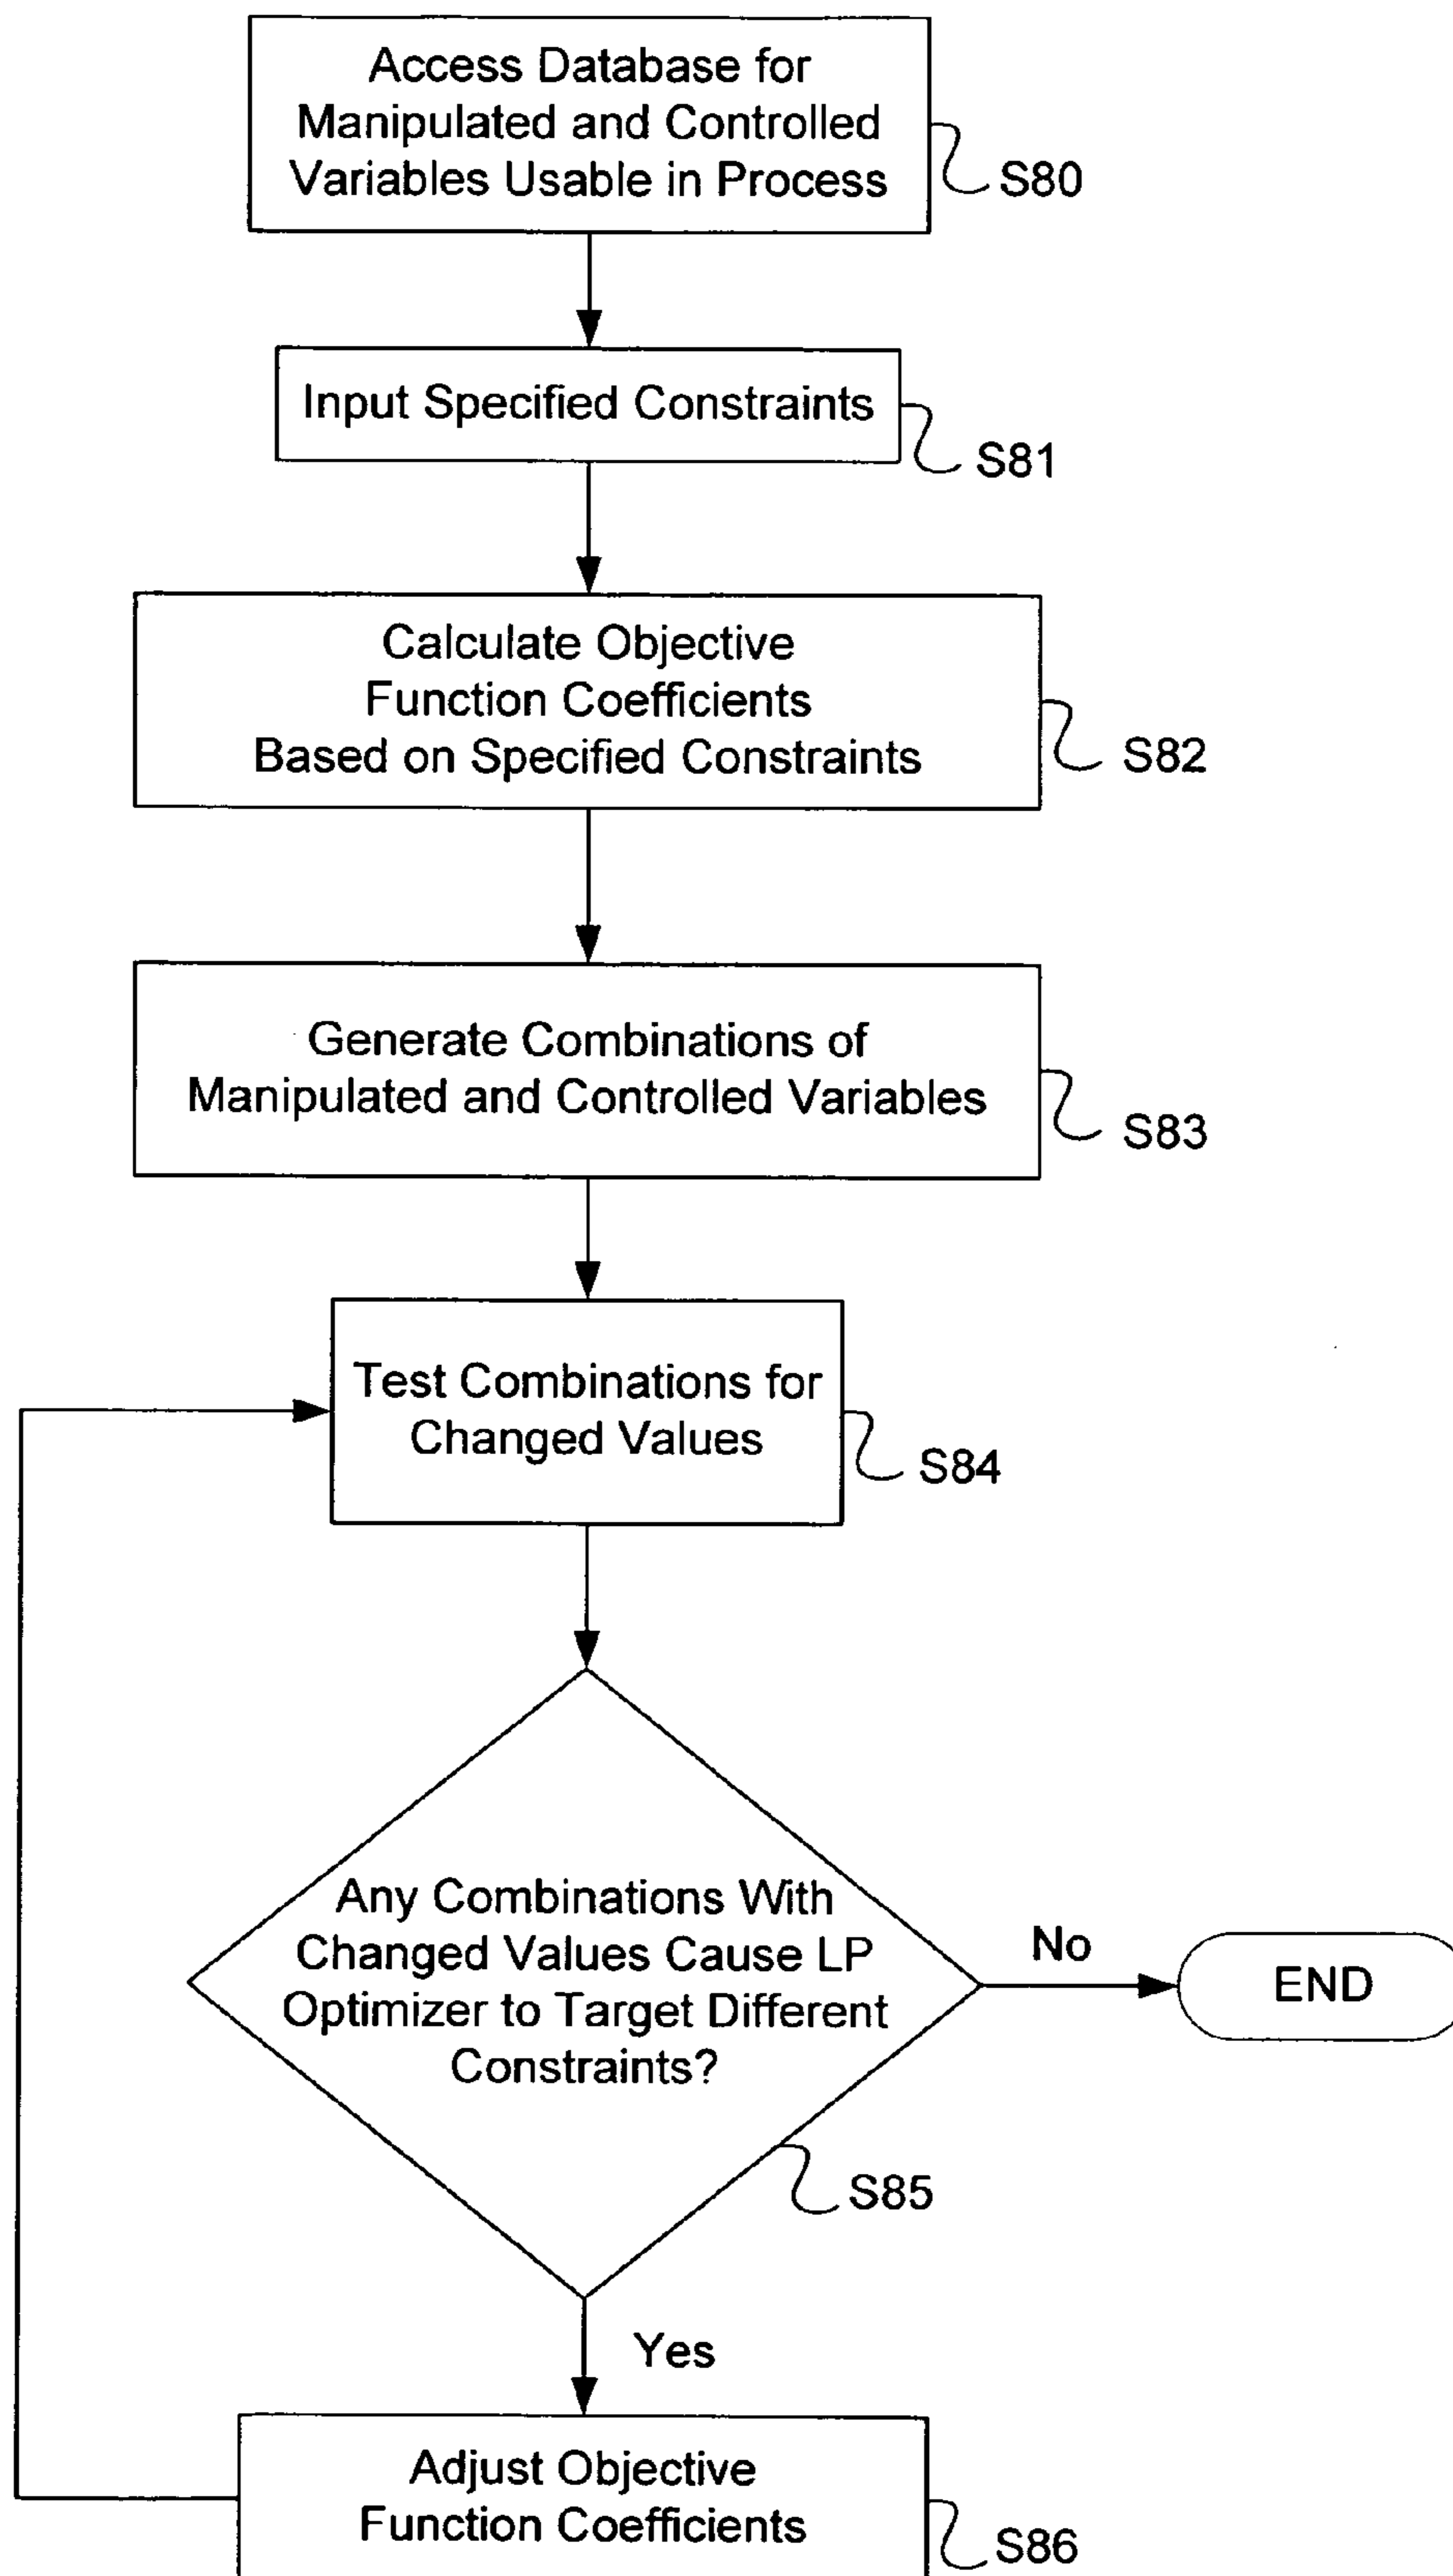 Access Database for
Manipulated and Controlled
Variables Usable in Process
S80
Input Specified Constraints
S81
Calculate Objective
Function Coefficients
Based on Specified Constraints
S82
Generate Combinations of
Manipulated and Controlled Variables
S83
Test Combinations for
Changed Values
S84
Any Combinations With
Changed Values Cause LP
Optimizer to Target Different
Constraints?
No
END
S85
Yes
Adjust Objective
Function Coefficients
S86